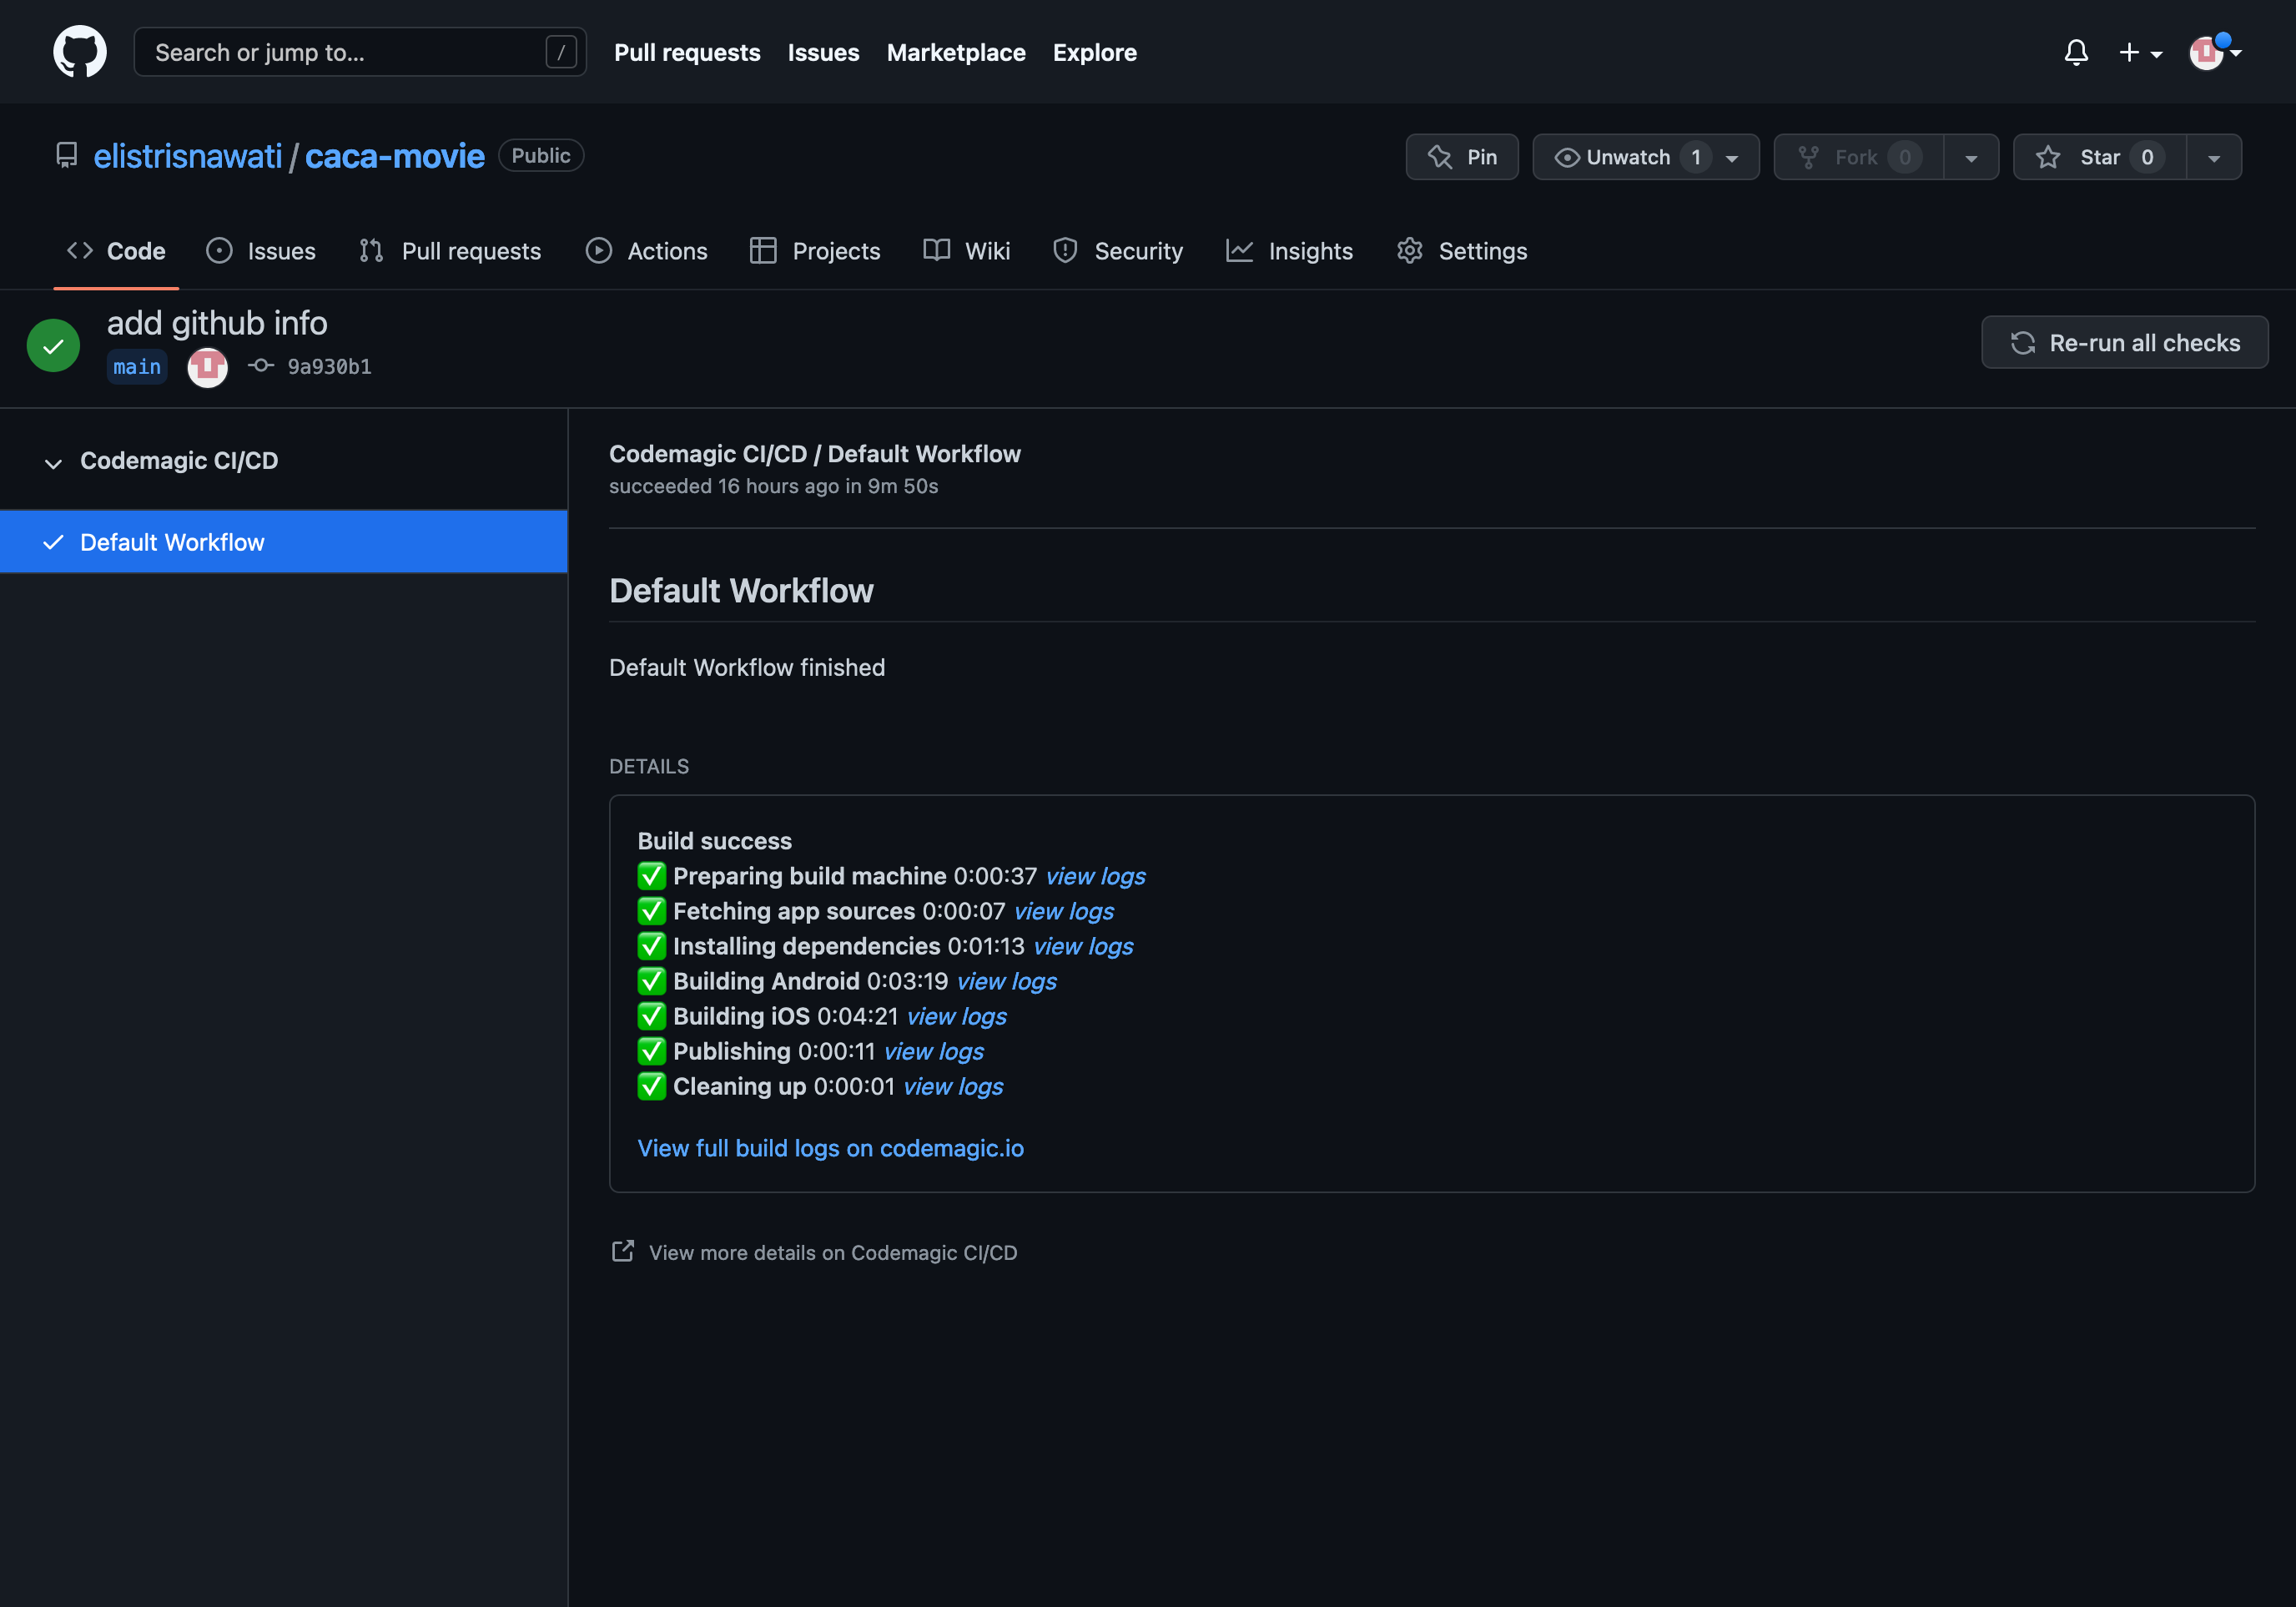 Search or jump to... /
Pull requests Issues Marketplace Explore
elistrisnawati / caca-movie Public
Pin Unwatch 1 Fork 0 Star 0
Code Issues Pull requests Actions Projects Wiki Security Insights Settings
add github info
main 9a930b1
Re-run all checks
Codemagic CI/CD
Default Workflow
Codemagic CI/CD / Default Workflow
succeeded 16 hours ago in 9m 50s
Default Workflow
Default Workflow finished
DETAILS
Build success
✅ Preparing build machine 0:00:37 view logs
✅ Fetching app sources 0:00:07 view logs
✅ Installing dependencies 0:01:13 view logs
✅ Building Android 0:03:19 view logs
✅ Building iOS 0:04:21 view logs
✅ Publishing 0:00:11 view logs
✅ Cleaning up 0:00:01 view logs
View full build logs on codemagic.io
View more details on Codemagic CI/CD